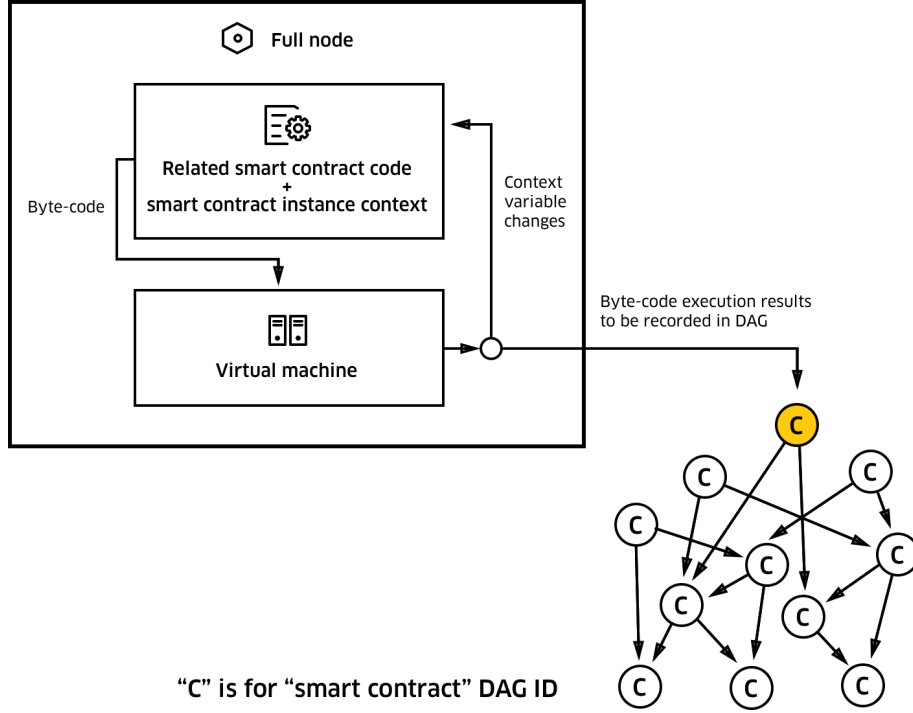 Full node
Related smart contract code
+
smart contract instance context
Byte-code
Context
variable
changes
Virtual machine
Byte-code execution results
to be recorded in DAG
C
C
C
C
C
C
C
C
C
C
C
“C” is for “smart contract” DAG ID